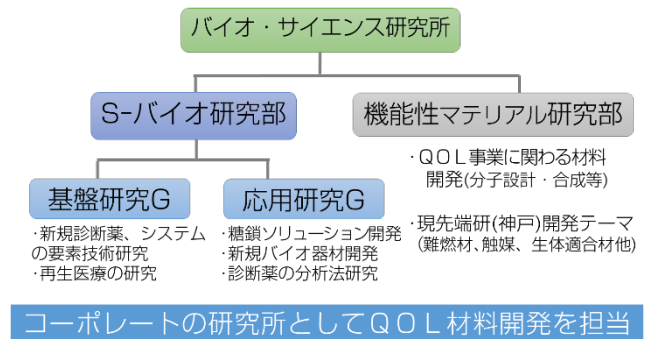 バイオ・サイエンス研究所
S-バイオ研究部
機能性マテリアル研究部
基盤研究G
・新規診断薬、システム
の要素技術研究
・再生医療の研究
応用研究G
・糖鎖ソリューション開発
・新規バイオ器材開発
・診断薬の分析法研究
・QOL事業に関わる材料
開発(分子設計・合成等)
・現先端研(神戸)開発テーマ
(難燃材、触媒、生体適合材他)
コーポレートの研究所としてQOL材料開発を担当